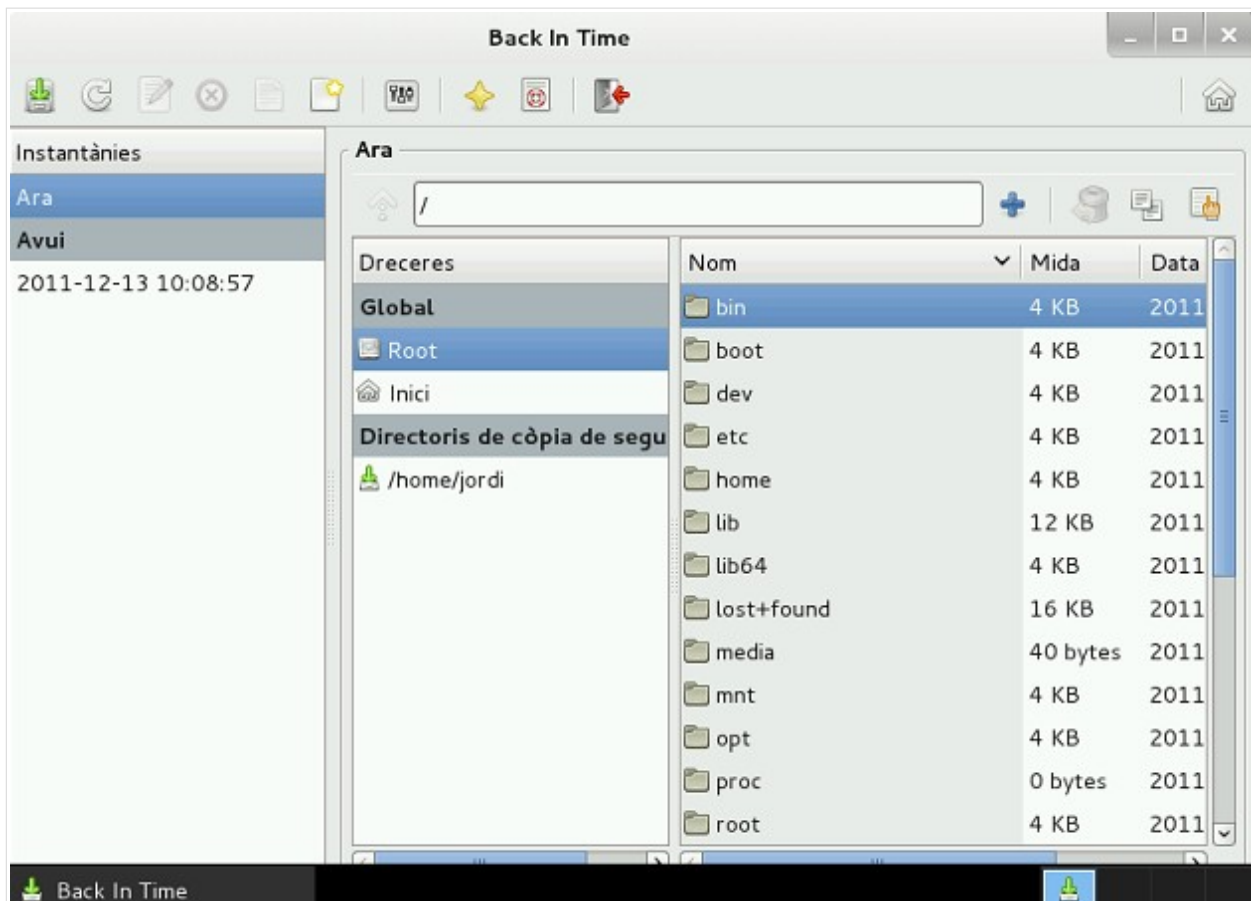 Back In Time
Instantànies
Ara
Avui
2011-12-13 10:08:57
Ara
/
Dreceres
Global
Root
Inici
Directoris de còpia de segu
/home/jordi
Nom Mida Data
bin 4 KB 2011
boot 4 KB 2011
dev 4 KB 2011
etc 4 KB 2011
home 4 KB 2011
lib 12 KB 2011
lib64 4 KB 2011
lost+found 16 KB 2011
media 40 bytes 2011
mnt 4 KB 2011
opt 4 KB 2011
proc 0 bytes 2011
root 4 KB 2011
Back In Time